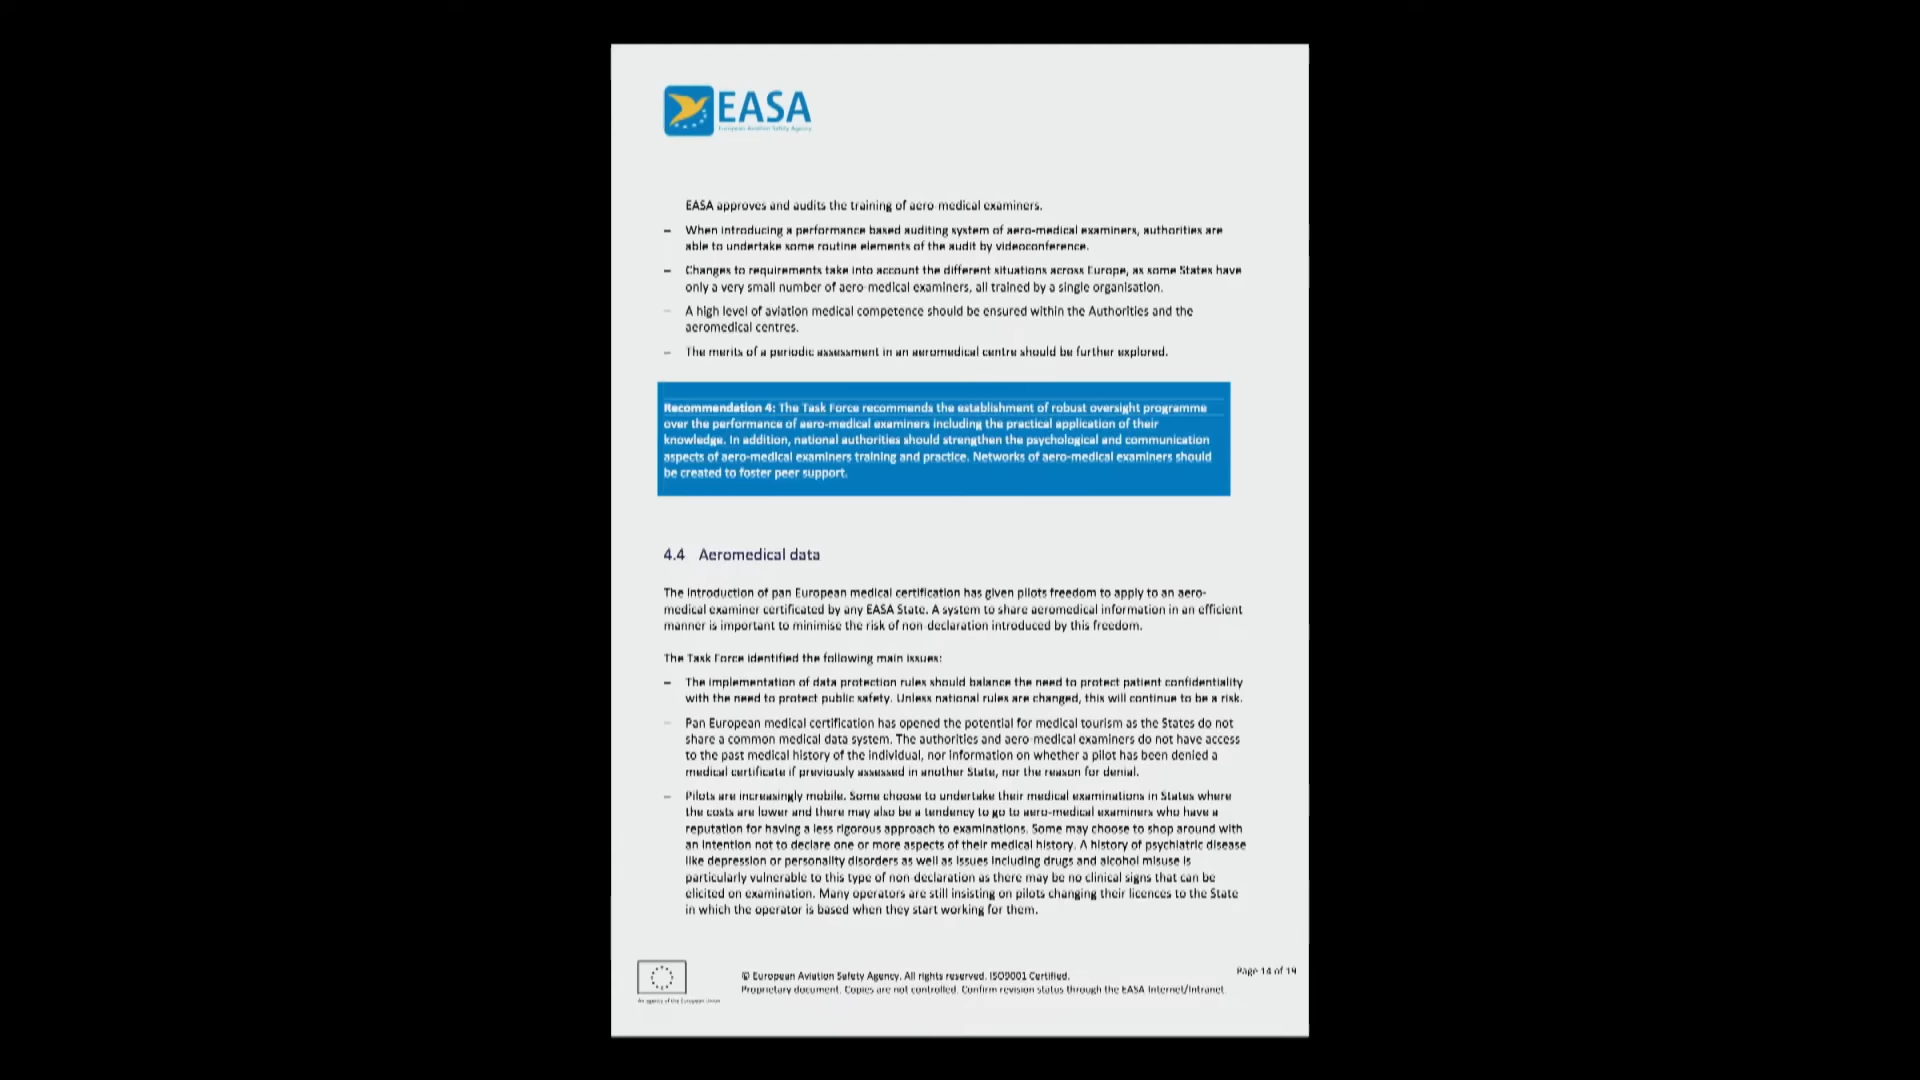 EASA
European Aviation Safety Agency
EASA approves and audits the training of aero-medical examiners.
– When introducing a performance based auditing system of aero-medical examiners, authorities are
able to undertake some routine elements of the audit by videoconference.
– Changes to requirements take into account the different situations across Europe, as some States have
only a very small number of aero-medical examiners, all trained by a single organisation.
– A high level of aviation medical competence should be ensured within the Authorities and the
aeromedical centres.
– The merits of a periodic assessment in an aeromedical centre should be further explored.
Recommendation 4: The Task Force recommends the establishment of robust oversight programme
over the performance of aero-medical examiners including the practical application of their
knowledge. In addition, national authorities should strengthen the psychological and communication
aspects of aero-medical examiners training and practice. Networks of aero-medical examiners should
be created to foster peer support.
4.4 Aeromedical data
The introduction of pan European medical certification has given pilots freedom to apply to an aero-
medical examiner certificated by any EASA State. A system to share aeromedical information in an efficient
manner is important to minimise the risk of non-declaration introduced by this freedom.
The Task Force identified the following main issues:
– The implementation of data protection rules should balance the need to protect patient confidentiality
with the need to protect public safety. Unless national rules are changed, this will continue to be a risk.
– Pan European medical certification has opened the potential for medical tourism as the States do not
share a common medical data system. The authorities and aero-medical examiners do not have access
to the past medical history of the individual, nor information on whether a pilot has been denied a
medical certificate if previously assessed in another State, nor the reason for denial.
– Pilots are increasingly mobile. Some choose to undertake their medical examinations in States where
the costs are lower and there may also be a tendency to go to aero-medical examiners who have a
reputation for having a less rigorous approach to examinations. Some may choose to shop around with
an intention not to declare one or more aspects of their medical history. A history of psychiatric disease
like depression or personality disorders as well as issues including drugs and alcohol misuse is
particularly vulnerable to this type of non-declaration as there may be no clinical signs that can be
elicited on examination. Many operators are still insisting on pilots changing their licences to the State
in which the operator is based when they start working for them.
An agency of the European Union
© European Aviation Safety Agency. All rights reserved. ISO9001 Certified.
Proprietary document. Copies are not controlled. Confirm revision status through the EASA Internet/Intranet.
Page 14 of 19